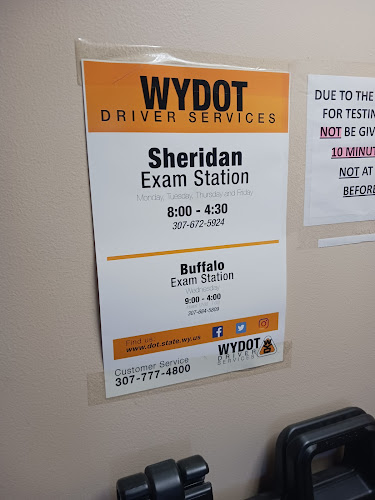 WYDOT
DRIVER SERVICES
Sheridan
Exam Station
Monday, Tuesday, Thursday and Friday
8:00 - 4:30
307-672-5924
Buffalo
Exam Station
Wednesday
9:00 - 4:00
Find us
www.dot.state.wy.us
Customer Service
307-777-4800
WYDOT
DRIVER
SERVICES
DUE TO THE
FOR TESTIN
NOT BE GIV
10 MINUT
NOT AT
BEFORE